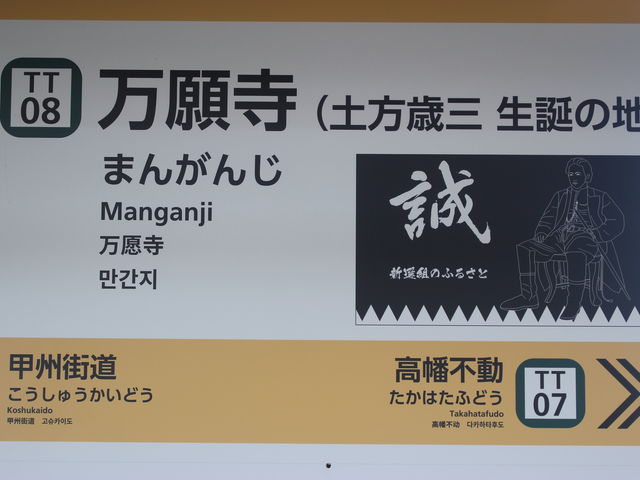 TT
08
万願寺
(土方歳三 生誕の地
まんがんじ
Manganji
万愿寺
만간지
誠
新選組のふるさと
甲州街道
こうしゅうかいどう
Koshukaido
甲州街道 고슈카이도
高幡不動
たかはたふどう
Takahatafudo
高幡不动 다카하타후도
TT
07